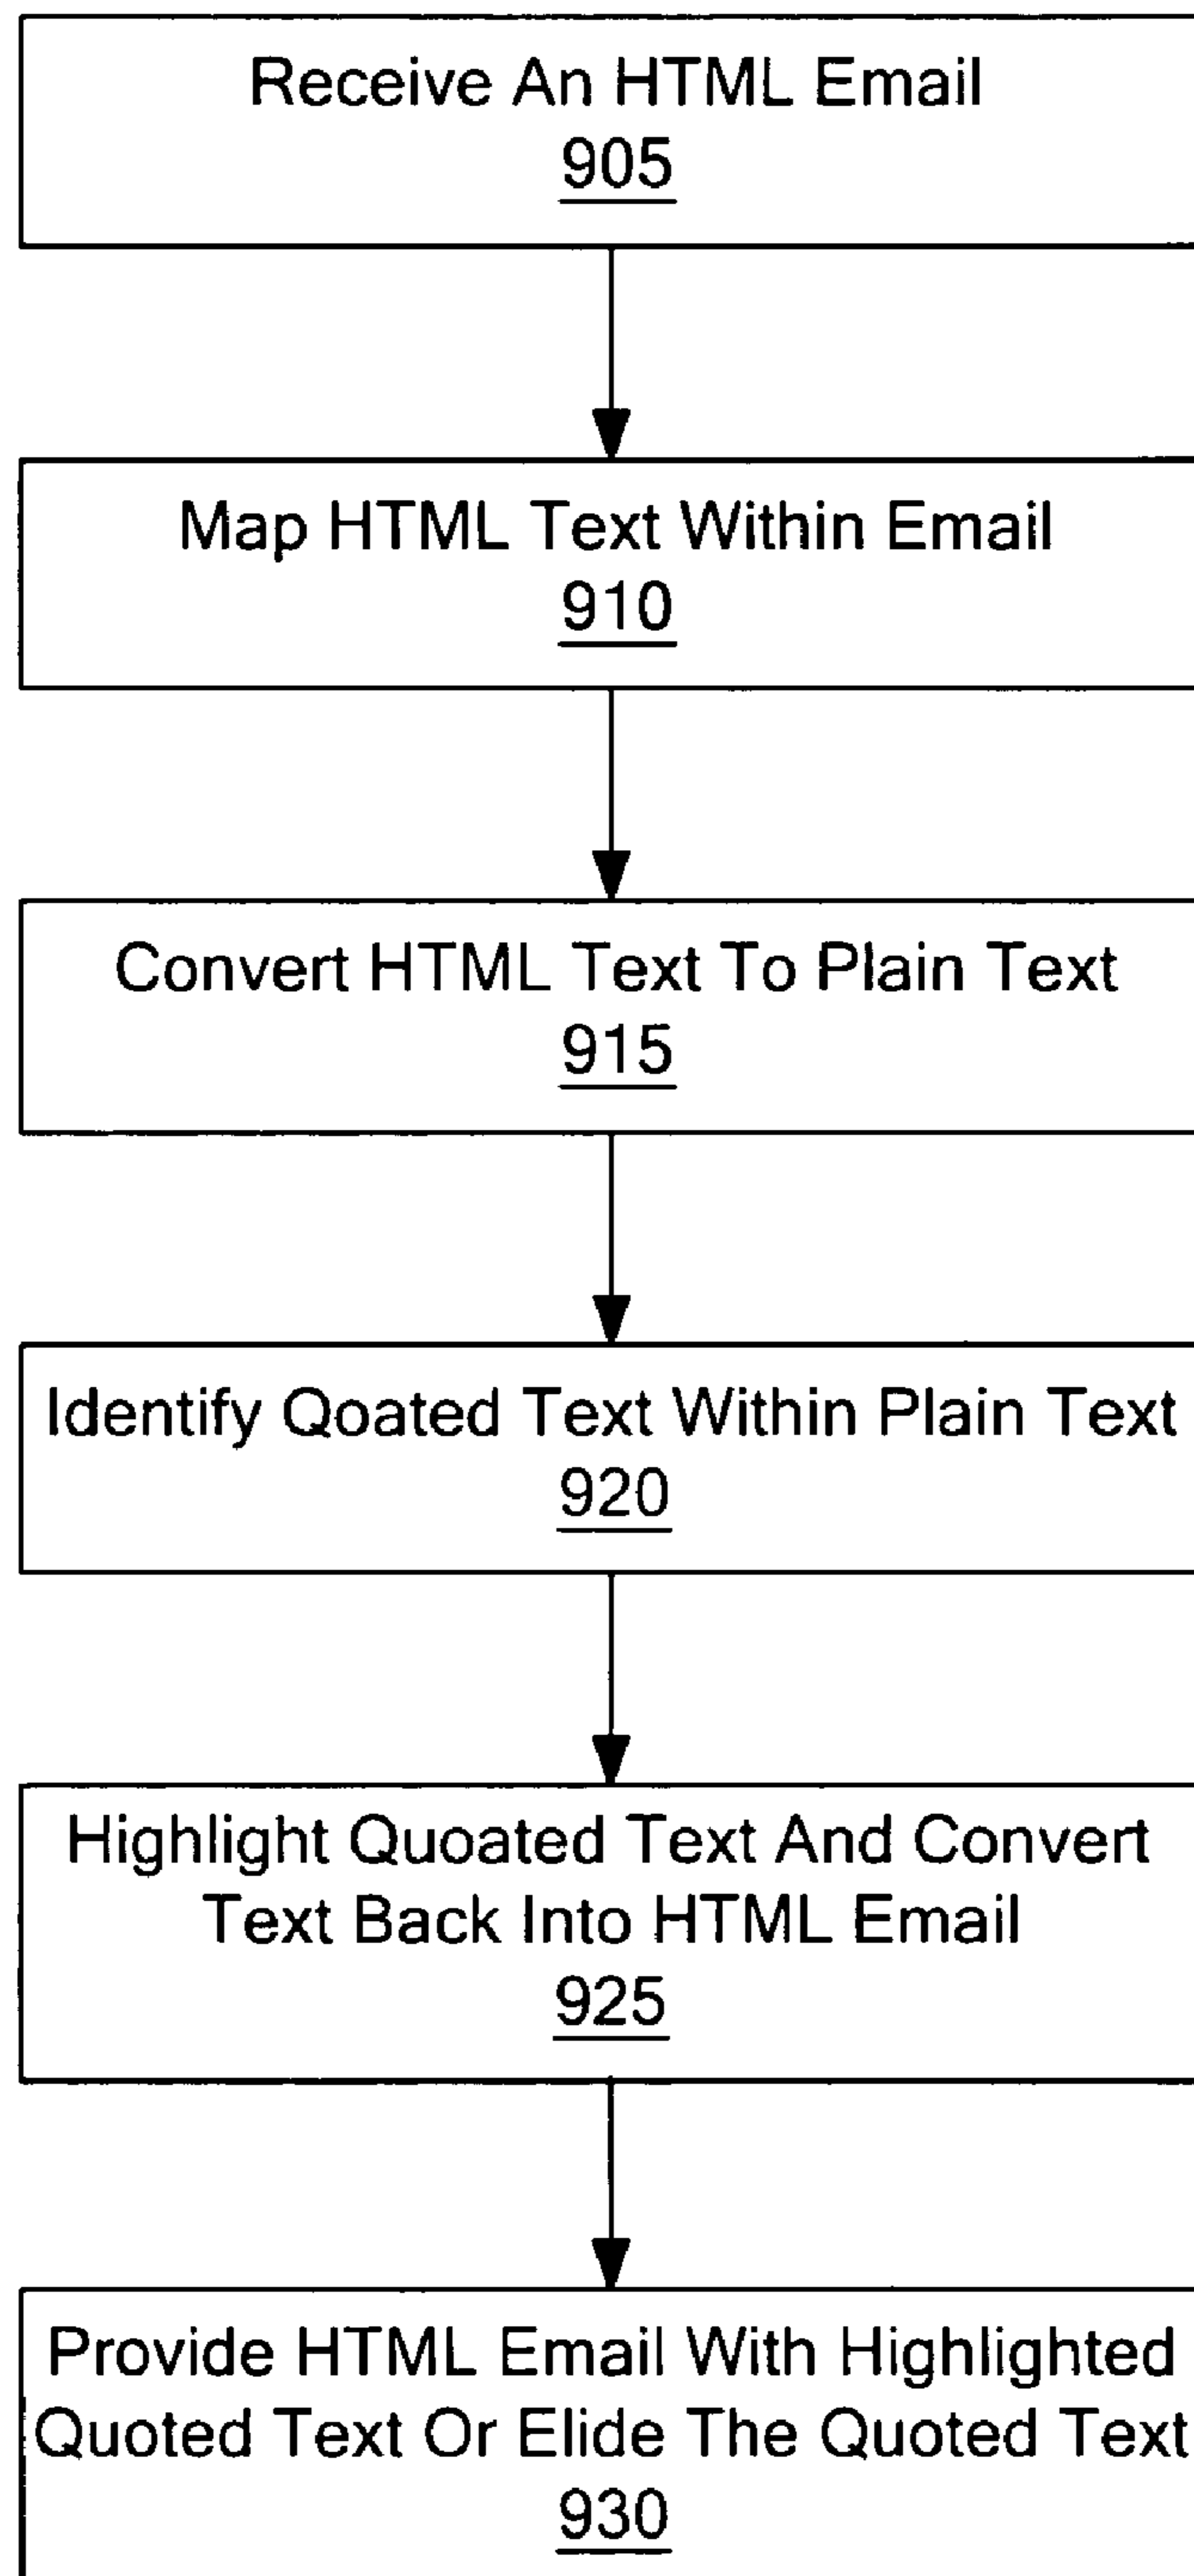 Receive An HTML Email
905
Map HTML Text Within Email
910
Convert HTML Text To Plain Text
915
Identify Qoated Text Within Plain Text
920
Highlight Quoated Text And Convert
Text Back Into HTML Email
925
Provide HTML Email With Highlighted
Quoted Text Or Elide The Quoted Text
930